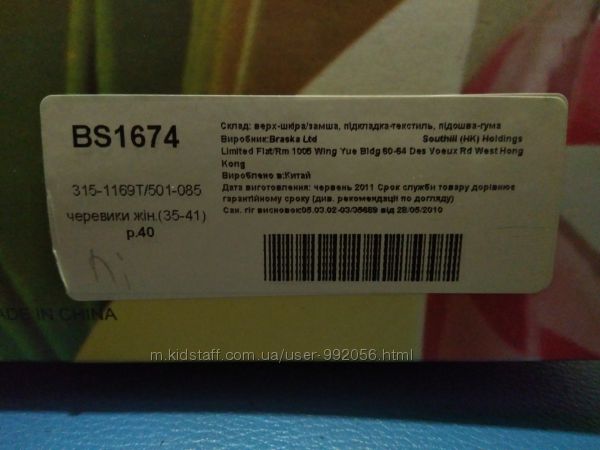 BS1674
315-1169T/501-085
черевики жін.(35-41)
р.40
Склад: верх-шкіра/замша, підкладка-текстиль, підошва-гума
Виробник:Braska Ltd Southill (HK) Holdings
Limited Flat/Rm 1005 Wing Yue Bldg 60-64 Des Voeux Rd West Hong
Kong
Вироблено в:Китай
Дата виготовлення: червень 2011 Срок служби товару дорівнює
гарантійному сроку (див. рекомендації по догляду)
Сан. гіг висновок:05.03.02-03/35689 від 28/05/2010
ADE IN CHINA
m.kidstaff.com.ua/user-992056.html